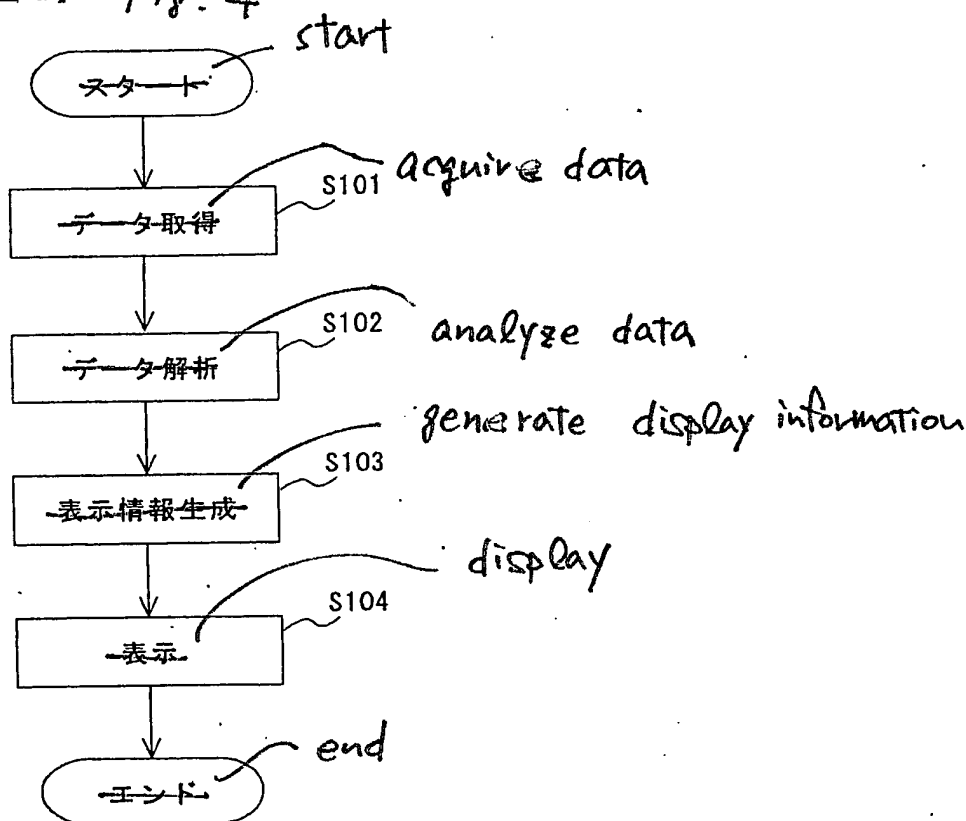 Fig. 4
start
スタート
acquire data
S101
データ取得
S102
analyze data
データ解析
generate display information
S103
表示情報生成
display
S104
表示
end
エンド